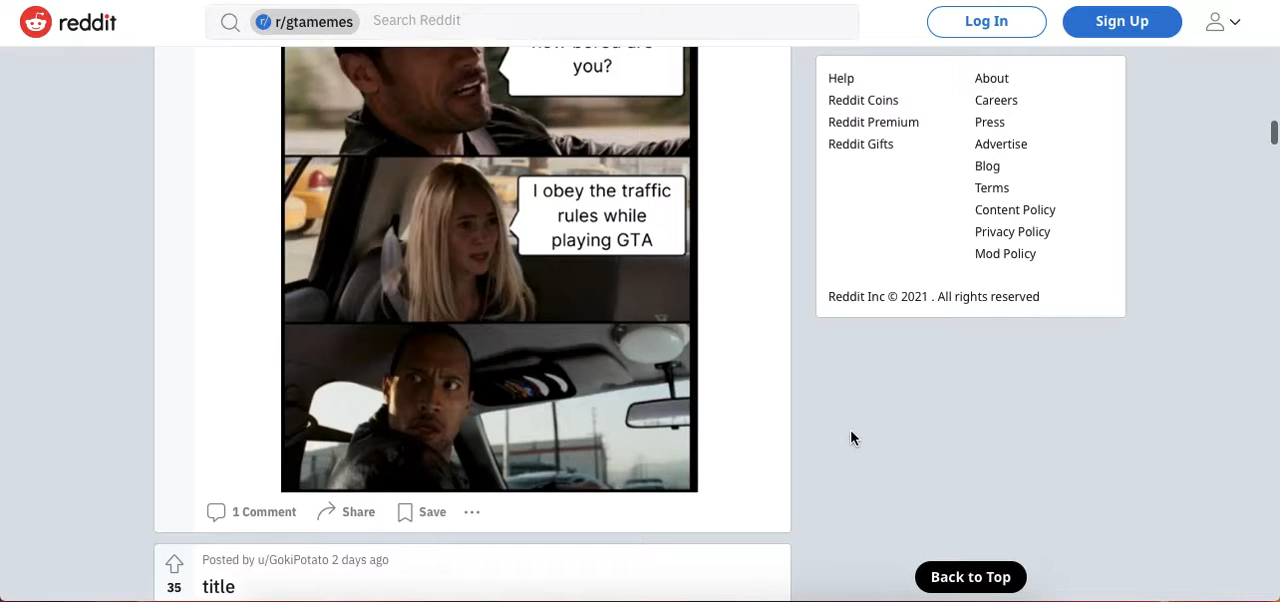 reddit
r/gtamemes
Search Reddit
Log In
Sign Up
you?
I obey the traffic
rules while
playing GTA
1 Comment
Share
Save
Posted by u/GokiPotato 2 days ago
35
title
Help
About
Reddit Coins
Careers
Reddit Premium
Press
Reddit Gifts
Advertise
Blog
Terms
Content Policy
Privacy Policy
Mod Policy
Reddit Inc © 2021 . All rights reserved
Back to Top